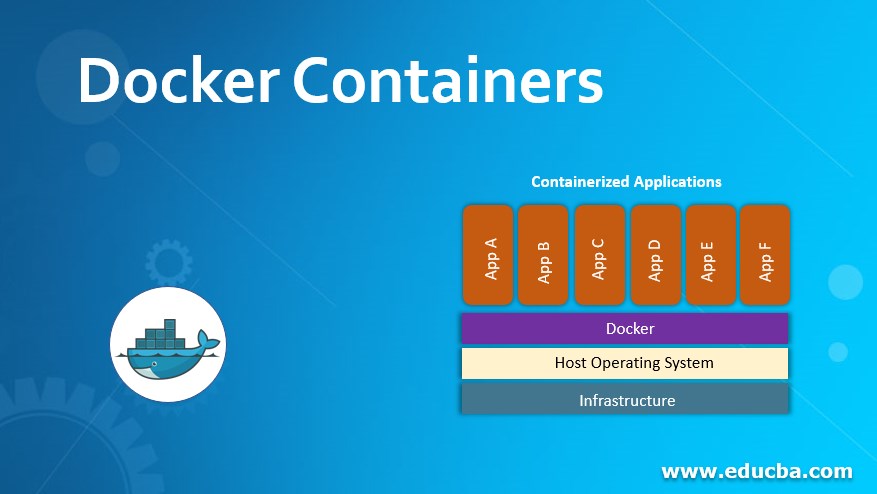 Docker Containers
Containerized Applications
App A
App B
App C
App D
App E
App F
Docker
Host Operating System
Infrastructure
www.educba.com